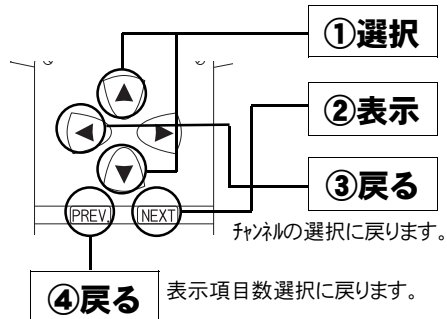 ①選択
②表示
③戻る
PREV. NEXT
ﾁｬﾝﾈﾙの選択に戻ります。
④戻る
表示項目数選択に戻ります。